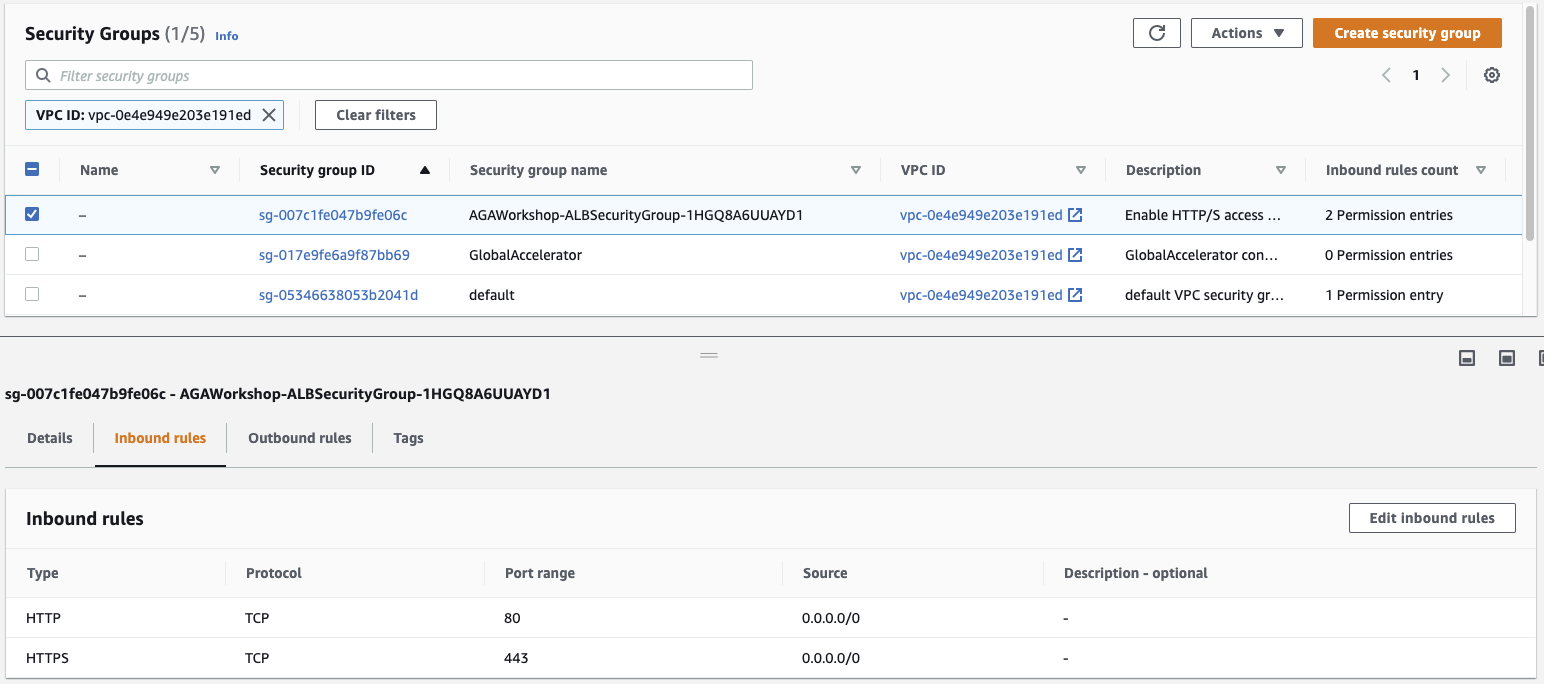 Security Groups (1/5) Info
Actions
Create security group
Filter security groups
1
VPC ID: vpc-0e4e949e203e191ed
Clear filters
Name Security group ID Security group name VPC ID Description Inbound rules count
– sg-007c1fe047b9fe06c AGAWorkshop-ALBSecurityGroup-1HGQ8A6UUAYD1 vpc-0e4e949e203e191ed Enable HTTP/S access ... 2 Permission entries
– sg-017e9fe6a9f87bb69 GlobalAccelerator vpc-0e4e949e203e191ed GlobalAccelerator con... 0 Permission entries
– sg-05346638053b2041d default vpc-0e4e949e203e191ed default VPC security gr... 1 Permission entry
sg-007c1fe047b9fe06c - AGAWorkshop-ALBSecurityGroup-1HGQ8A6UUAYD1
Details Inbound rules Outbound rules Tags
Inbound rules
Edit inbound rules
Type Protocol Port range Source Description - optional
HTTP TCP 80 0.0.0.0/0 -
HTTPS TCP 443 0.0.0.0/0 -